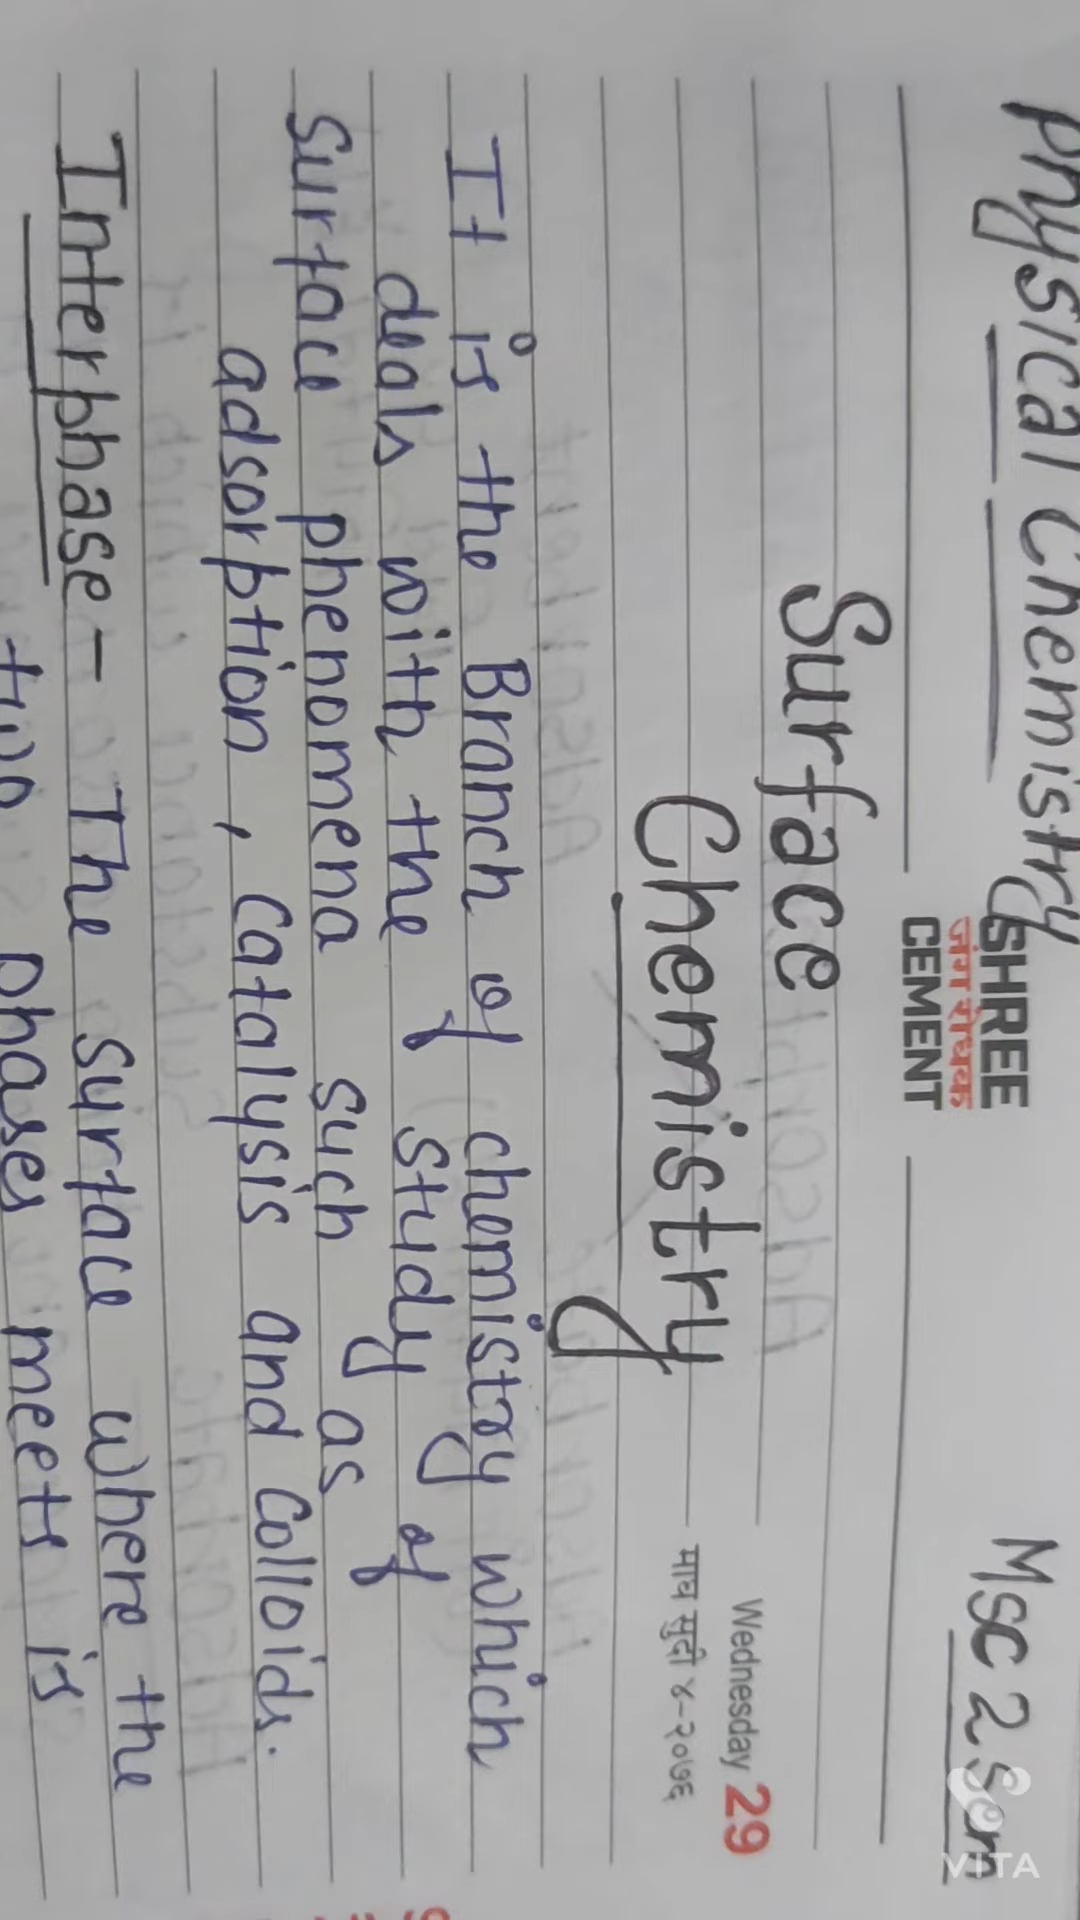 Physical Chemistry
MSC 2 Sem
SHREE
जंग रोधक
CEMENT
Wednesday 29
माघ सुदी ४-२०७६
Surface
Chemistry
It is the Branch of chemistry which
deals with the study of
Surface phenomena such as
adsorption, Catalysis and Colloids.
Interphase - The surface where the
two phases meets is
VITA